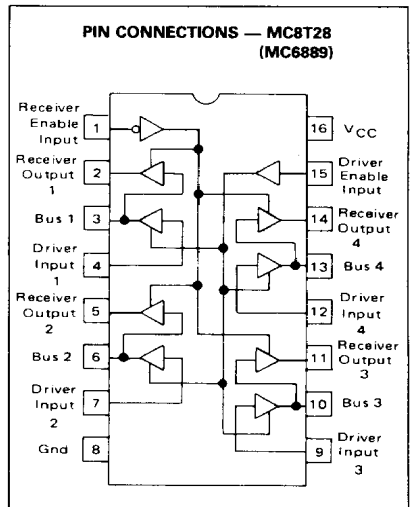 PIN CONNECTIONS — MC8T28
(MC6889)
Receiver
Enable
Input
1
Receiver
Output
1
2
Bus 1
3
Driver
Input
1
4
Receiver
Output
2
5
Bus 2
6
Driver
Input
2
7
Gnd
8
16
VCC
15
Driver
Enable
Input
14
Receiver
Output
4
13
Bus 4
12
Driver
Input
4
11
Receiver
Output
3
10
Bus 3
9
Driver
Input
3